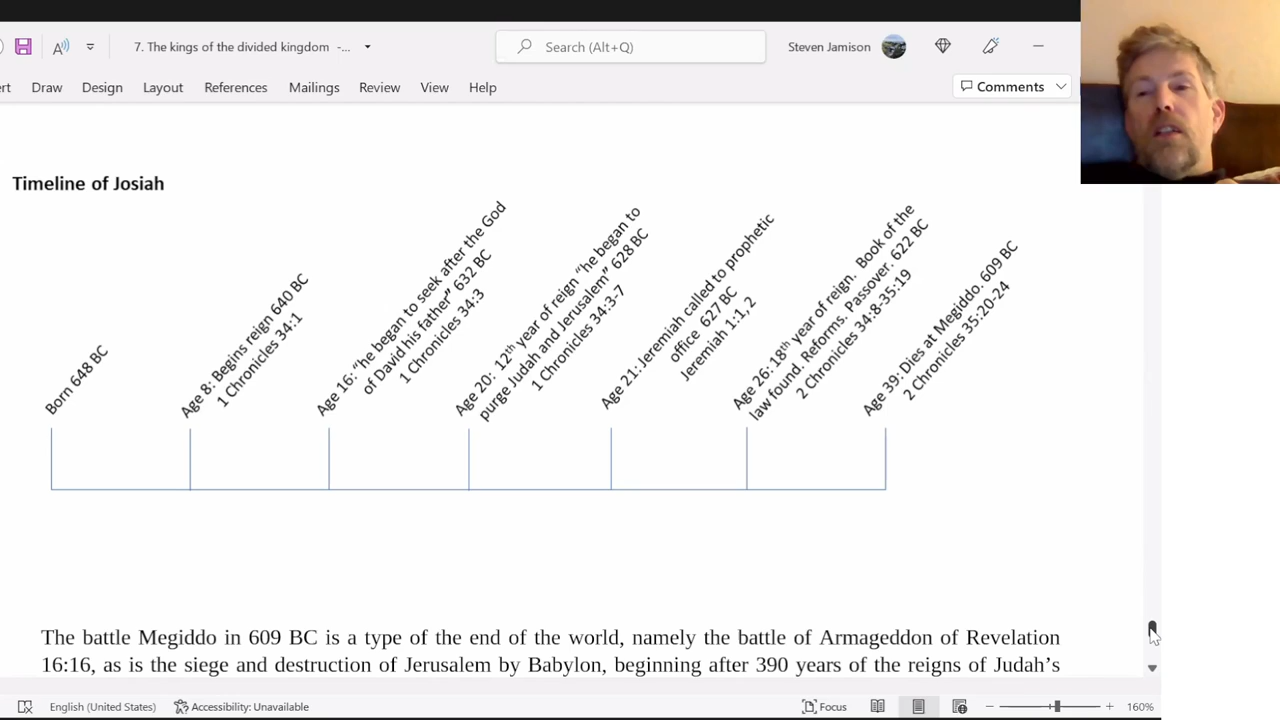 7. The kings of the divided kingdom -...
Search (Alt+Q)
Steven Jamison
Draw
Design
Layout
References
Mailings
Review
View
Help
Comments
Timeline of Josiah
Born 648 BC
Age 8: Begins reign 640 BC
1 Chronicles 34:1
Age 16: “he began to seek after the God
of David his father” 632 BC
1 Chronicles 34:3
Age 20: 12th year of reign “he began to
purge Judah and Jerusalem” 628 BC
1 Chronicles 34:3-7
Age 21: Jeremiah called to prophetic
office 627 BC
Jeremiah 1:1, 2
Age 26: 18th year of reign. Book of the
law found. Reforms. Passover. 622 BC
2 Chronicles 34:8-35:19
Age 39: Dies at Megiddo. 609 BC
2 Chronicles 35:20-24
The battle Megiddo in 609 BC is a type of the end of the world, namely the battle of Armageddon of Revelation
16:16, as is the siege and destruction of Jerusalem by Babylon, beginning after 390 years of the reigns of Judah’s
English (United States)
Accessibility: Unavailable
Focus
160%